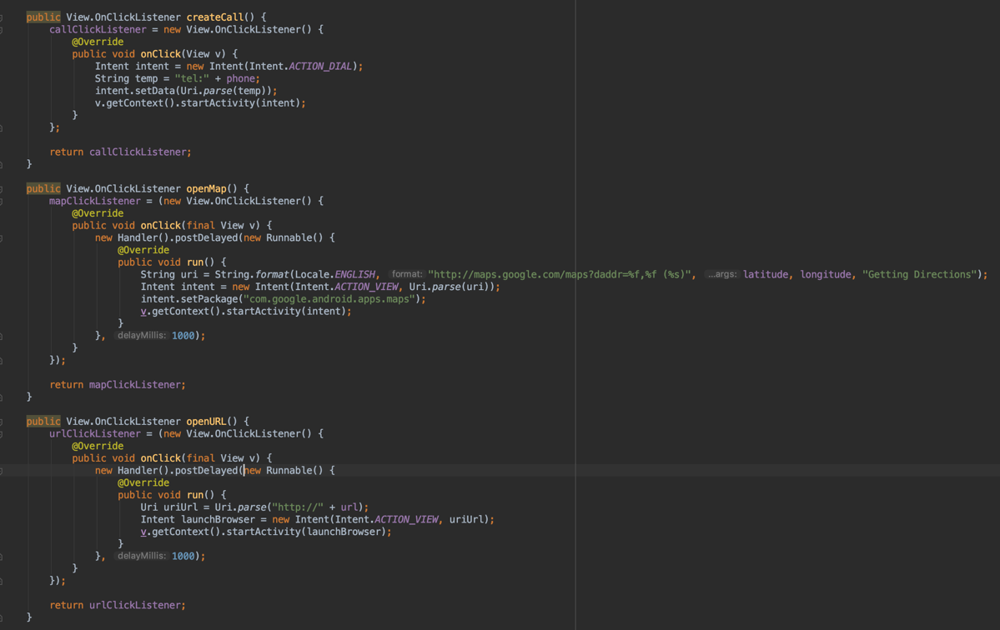 public View.OnClickListener createCall() {
    callClickListener = new View.OnClickListener() {
        @Override
        public void onClick(View v) {
            Intent intent = new Intent(Intent.ACTION_DIAL);
            String temp = "tel:" + phone;
            intent.setData(Uri.parse(temp));
            v.getContext().startActivity(intent);
        }
    };

    return callClickListener;
}

public View.OnClickListener openMap() {
    mapClickListener = (new View.OnClickListener() {
        @Override
        public void onClick(final View v) {
            new Handler().postDelayed(new Runnable() {
                @Override
                public void run() {
                    String uri = String.format(Locale.ENGLISH, format: "http://maps.google.com/maps?daddr=%f,%f (%s)", ...args: latitude, longitude, "Getting Directions");
                    Intent intent = new Intent(Intent.ACTION_VIEW, Uri.parse(uri));
                    intent.setPackage("com.google.android.apps.maps");
                    v.getContext().startActivity(intent);
                }
            }, delayMillis: 1000);
        }
    });

    return mapClickListener;
}

public View.OnClickListener openURL() {
    urlClickListener = (new View.OnClickListener() {
        @Override
        public void onClick(final View v) {
            new Handler().postDelayed(new Runnable() {
                @Override
                public void run() {
                    Uri uriUrl = Uri.parse("http://" + url);
                    Intent launchBrowser = new Intent(Intent.ACTION_VIEW, uriUrl);
                    v.getContext().startActivity(launchBrowser);
                }
            }, delayMillis: 1000);
        }
    });

    return urlClickListener;
}